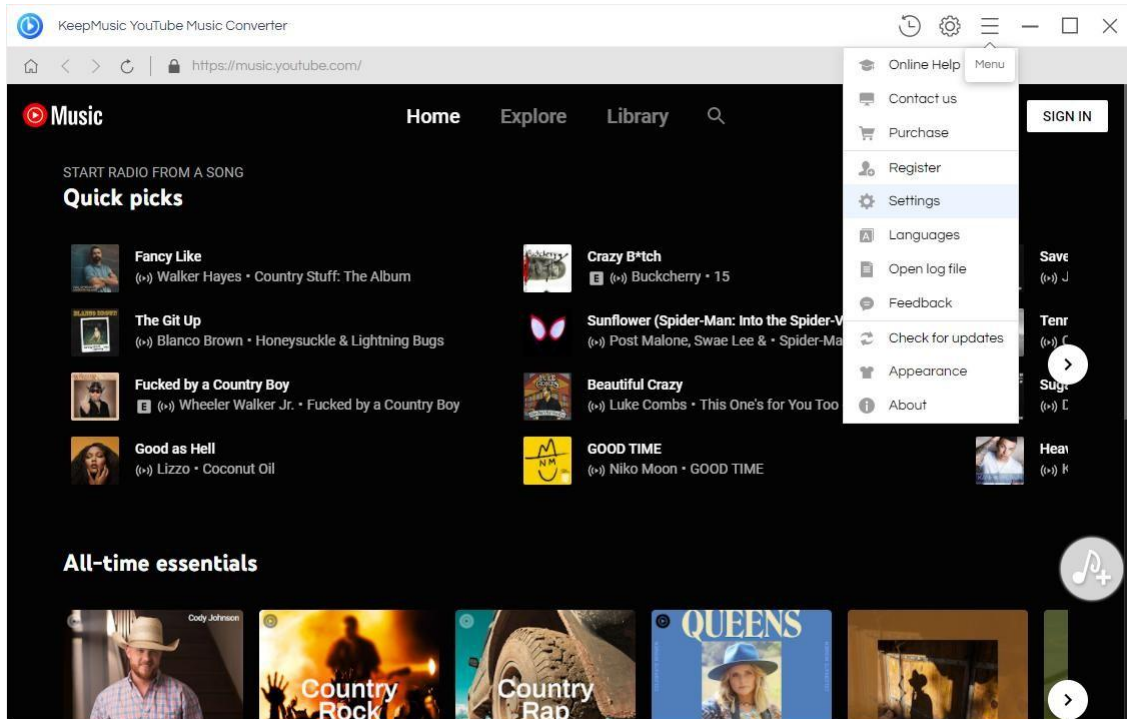 KeepMusic YouTube Music Converter
https://music.youtube.com/
Online Help
Menu
Contact us
Purchase
Register
Settings
Languages
Open log file
Feedback
Check for updates
Appearance
About
Music
Home
Explore
Library
SIGN IN
START RADIO FROM A SONG
Quick picks
Fancy Like
Walker Hayes • Country Stuff: The Album
The Git Up
Blanco Brown • Honeysuckle & Lightning Bugs
Fucked by a Country Boy
E Wheeler Walker Jr. • Fucked by a Country Boy
Good as Hell
Lizzo • Coconut Oil
Crazy B*tch
E Buckcherry • 15
Sunflower (Spider-Man: Into the Spider-V
Post Malone, Swae Lee & • Spider-Ma
Beautiful Crazy
Luke Combs • This One's for You Too
GOOD TIME
Niko Moon • GOOD TIME
Save
J
Tenr
Suga
Heav
K
All-time essentials
Cody Johnson
Country
Rock
Country
Rap
QUEENS